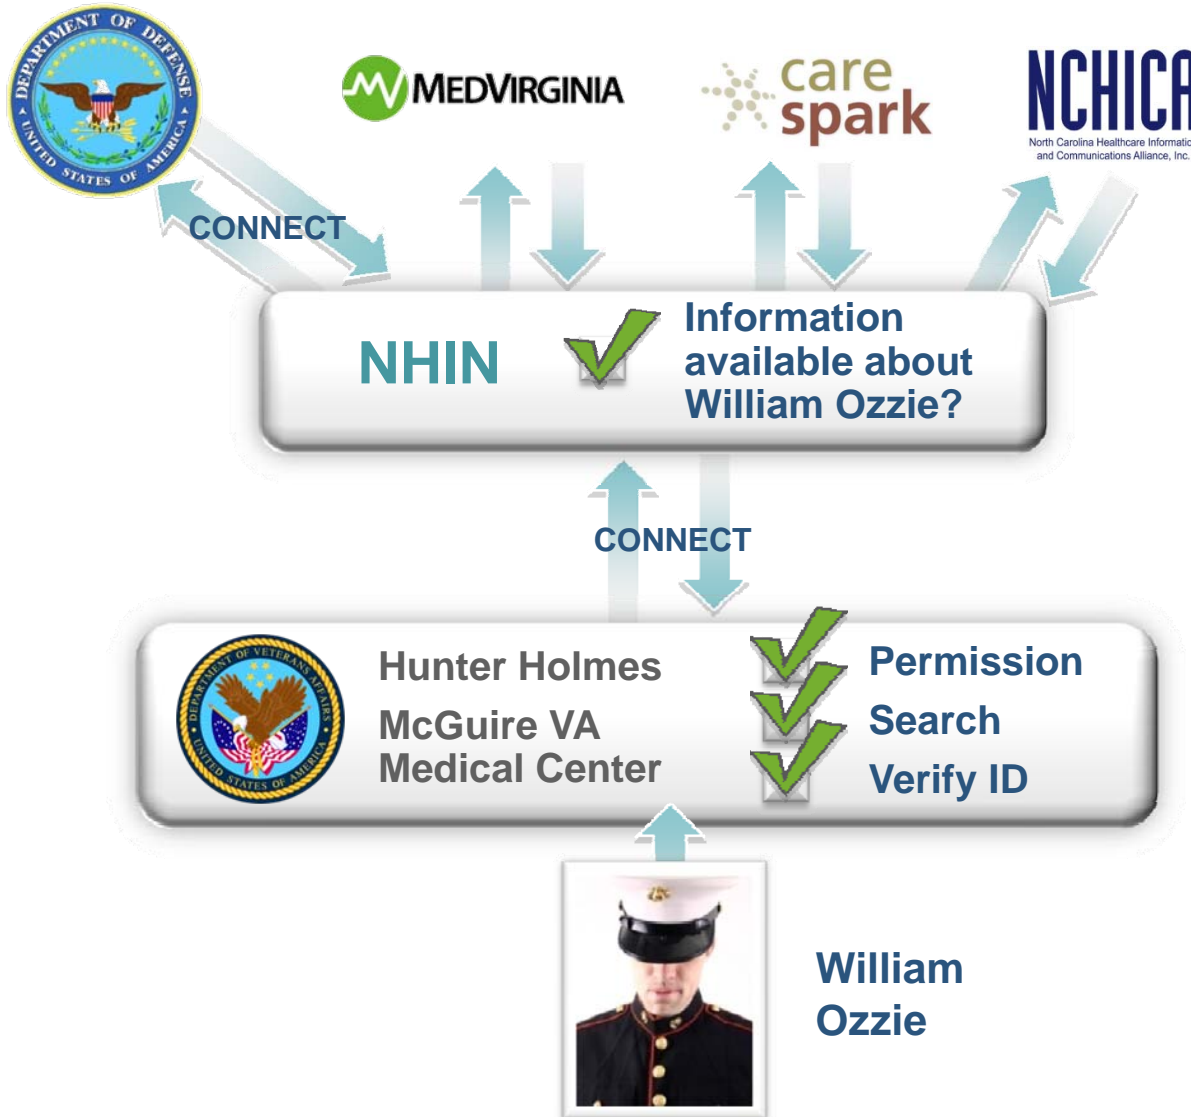 DEPARTMENT OF DEFENSE
UNITED STATES OF AMERICA
MEDVIRGINIA
care
spark
NCHICA
North Carolina Healthcare Information
and Communications Alliance, Inc.
CONNECT
NHIN
Information
available about
William Ozzie?
CONNECT
DEPARTMENT OF VETERANS AFFAIRS
UNITED STATES OF AMERICA
Hunter Holmes
McGuire VA
Medical Center
Permission
Search
Verify ID
William
Ozzie